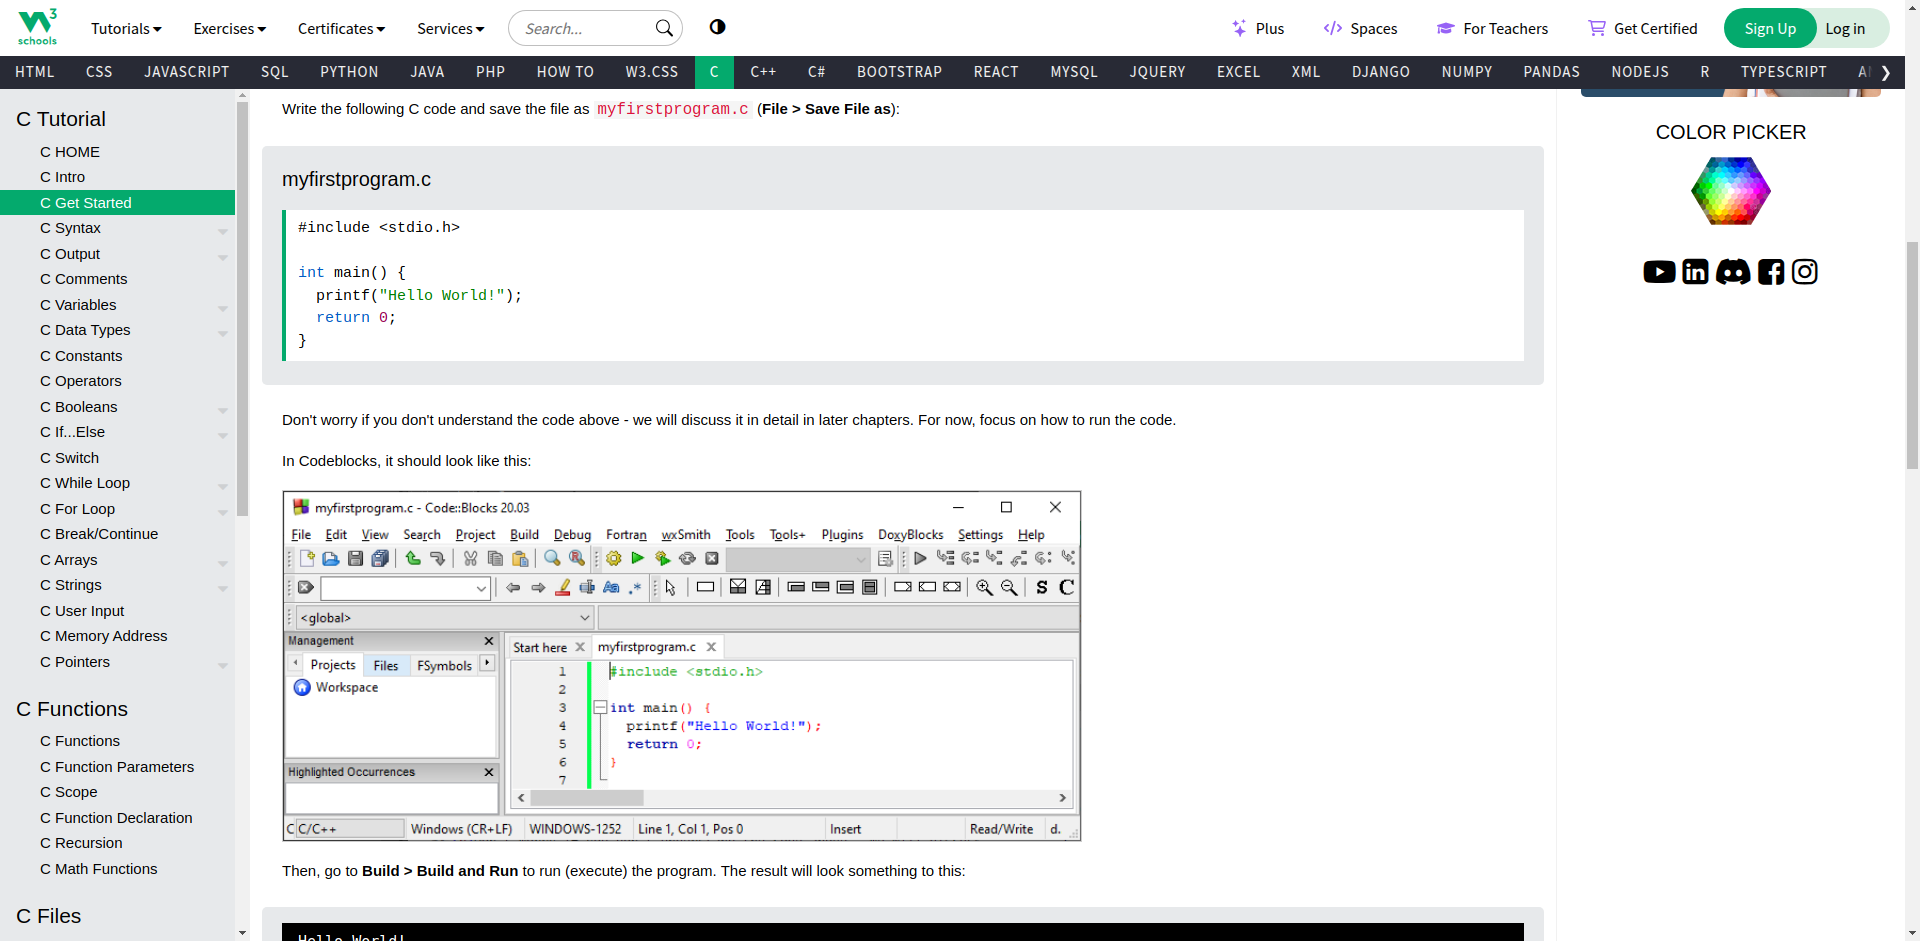 3
schools
Tutorials
Exercises
Certificates
Services
Search...
Plus
Spaces
For Teachers
Get Certified
Sign Up
Log in
HTML
CSS
JAVASCRIPT
SQL
PYTHON
JAVA
PHP
HOW TO
W3.CSS
C
C++
C#
BOOTSTRAP
REACT
MYSQL
JQUERY
EXCEL
XML
DJANGO
NUMPY
PANDAS
NODEJS
R
TYPESCRIPT
C Tutorial
C HOME
C Intro
C Get Started
C Syntax
C Output
C Comments
C Variables
C Data Types
C Constants
C Operators
C Booleans
C If...Else
C Switch
C While Loop
C For Loop
C Break/Continue
C Arrays
C Strings
C User Input
C Memory Address
C Pointers
C Functions
C Functions
C Function Parameters
C Scope
C Function Declaration
C Recursion
C Math Functions
C Files
Write the following C code and save the file as myfirstprogram.c (File > Save File as):
myfirstprogram.c
#include <stdio.h>
int main() {
printf("Hello World!");
return 0;
}
Don't worry if you don't understand the code above - we will discuss it in detail in later chapters. For now, focus on how to run the code.
In Codeblocks, it should look like this:
myfirstprogram.c - Code::Blocks 20.03
File Edit View Search Project Build Debug Fortran wxSmith Tools Tools+ Plugins DoxyBlocks Settings Help
S C
<global>
Management
Projects Files FSymbols
Workspace
Highlighted Occurrences
Start here myfirstprogram.c
1 #include <stdio.h>
2
3 int main() {
4 printf("Hello World!");
5 return 0;
6 }
7
C C/C++ Windows (CR+LF) WINDOWS-1252 Line 1, Col 1, Pos 0 Insert Read/Write d.
Then, go to Build > Build and Run to run (execute) the program. The result will look something to this:
Hello World!
COLOR PICKER